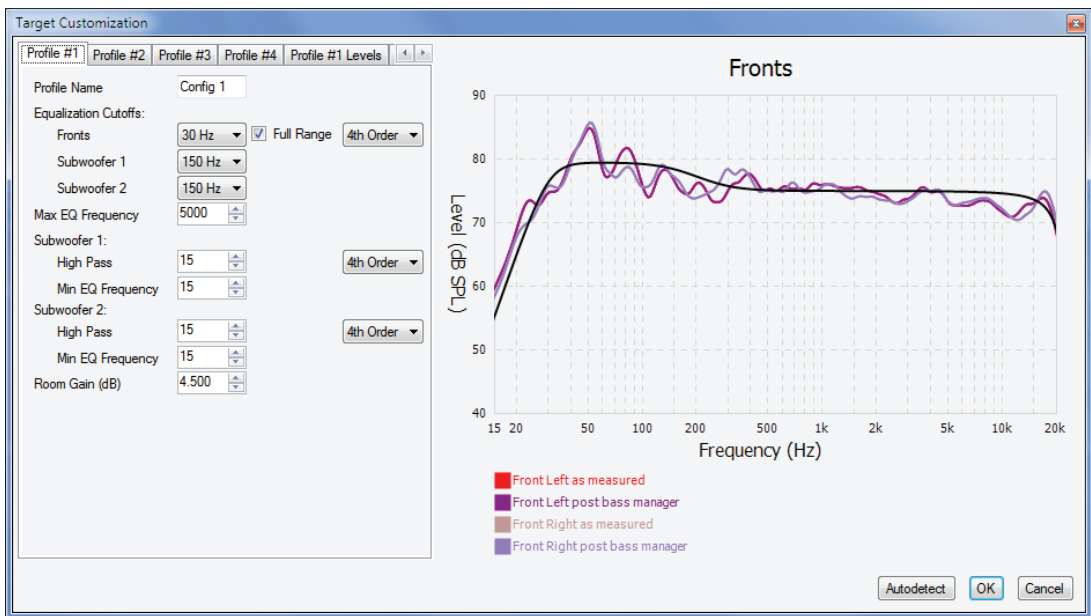 Target Customization
Profile #1 Profile #2 Profile #3 Profile #4 Profile #1 Levels
Profile Name Config 1
Equalization Cutoffs:
Fronts 30 Hz Full Range 4th Order
Subwoofer 1 150 Hz
Subwoofer 2 150 Hz
Max EQ Frequency 5000
Subwoofer 1:
High Pass 15 4th Order
Min EQ Frequency 15
Subwoofer 2:
High Pass 15 4th Order
Min EQ Frequency 15
Room Gain (dB) 4.500
Fronts
90
80
70
60
50
40
Level (dB SPL)
15 20 50 100 200 500 1k 2k 5k 10k 20k
Frequency (Hz)
Front Left as measured
Front Left post bass manager
Front Right as measured
Front Right post bass manager
Autodetect OK Cancel